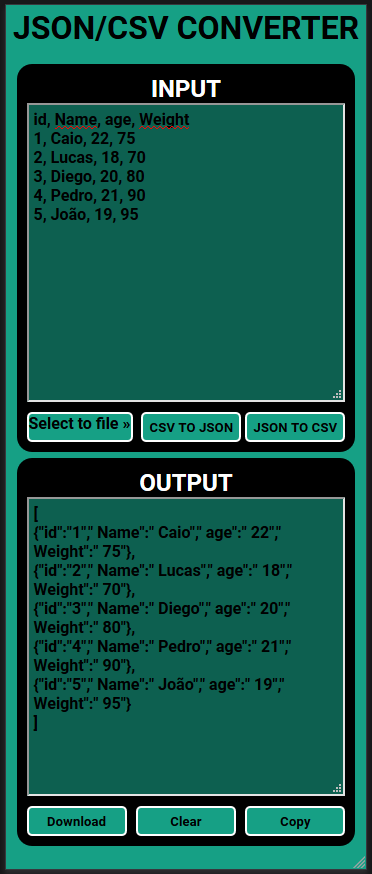 JSON/CSV CONVERTER
INPUT
id, Name, age, Weight
1, Caio, 22, 75
2, Lucas, 18, 70
3, Diego, 20, 80
4, Pedro, 21, 90
5, João, 19, 95
Select to file »
CSV TO JSON
JSON TO CSV
OUTPUT
[
{"id":"1"," Name":" Caio"," age":" 22","
Weight":" 75"},
{"id":"2"," Name":" Lucas"," age":" 18","
Weight":" 70"},
{"id":"3"," Name":" Diego"," age":" 20","
Weight":" 80"},
{"id":"4"," Name":" Pedro"," age":" 21","
Weight":" 90"},
{"id":"5"," Name":" João"," age":" 19","
Weight":" 95"}
]
Download
Clear
Copy